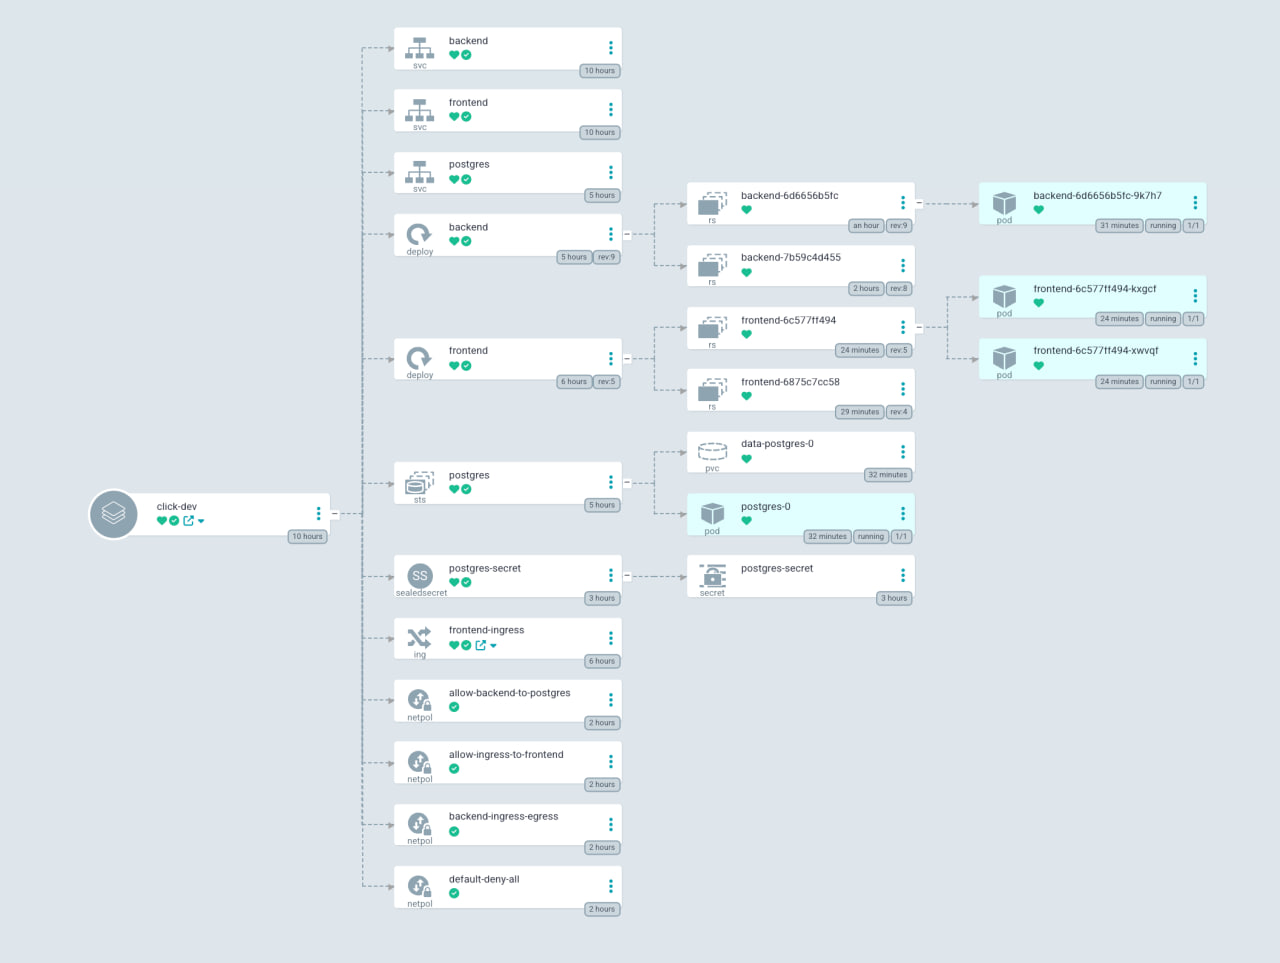 backend
svc
10 hours
frontend
svc
10 hours
postgres
svc
5 hours
backend
deploy
5 hours rev:9
backend-6d6656b5fc
rs
an hour rev:9
backend-6d6656b5fc-9k7h7
pod
31 minutes running 1/1
backend-7b59c4d455
rs
2 hours rev:8
frontend
deploy
6 hours rev:5
frontend-6c577ff494
rs
24 minutes rev:5
frontend-6c577ff494-kxgcf
pod
24 minutes running 1/1
frontend-6c577ff494-xwvqf
pod
24 minutes running 1/1
frontend-6875c7cc58
rs
29 minutes rev:4
postgres
sts
5 hours
data-postgres-0
pvc
32 minutes
postgres-0
pod
32 minutes running 1/1
click-dev
10 hours
postgres-secret
SS
sealedsecret
3 hours
postgres-secret
secret
3 hours
frontend-ingress
ing
6 hours
allow-backend-to-postgres
netpol
2 hours
allow-ingress-to-frontend
netpol
2 hours
backend-ingress-egress
netpol
2 hours
default-deny-all
netpol
2 hours